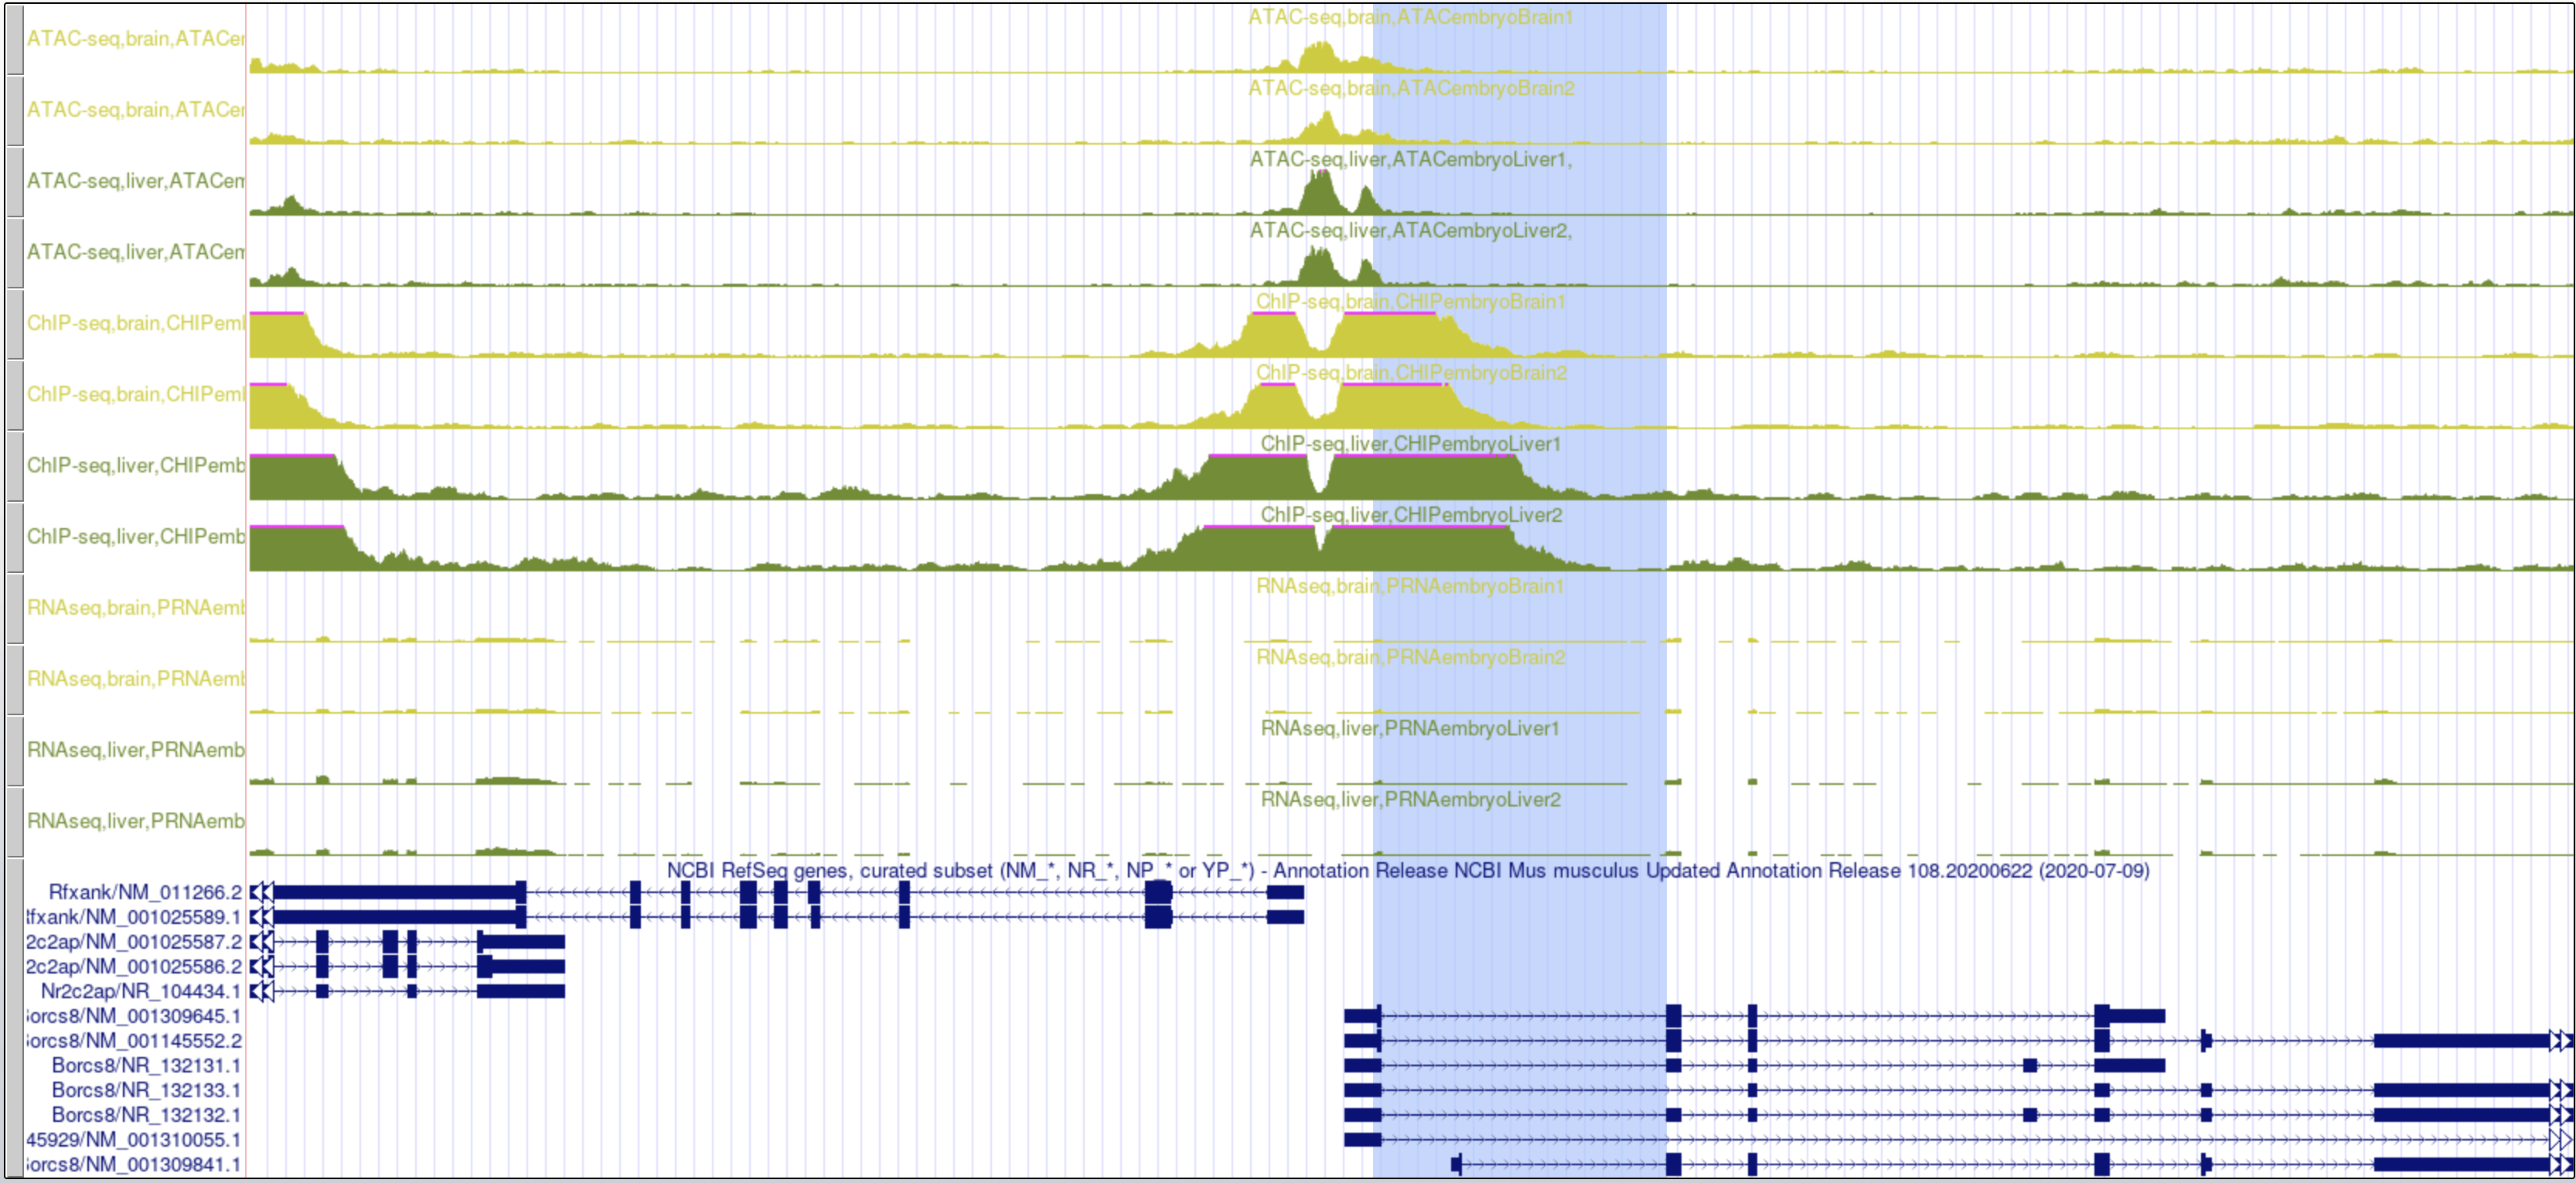 ATAC-seq,brain,ATACembryoBrain1
ATAC-seq,brain,ATACer
ATAC-seq,brain,ATACembryoBrain2
ATAC-seq,brain,ATACer
ATAC-seq,liver,ATACembryoLiver1,
ATAC-seq,liver,ATACem
ATAC-seq,liver,ATACembryoLiver2,
ATAC-seq,liver,ATACem
ChIP-seq,brain,CHIPembryoBrain1
ChIP-seq,brain,CHIPeml
ChIP-seq,brain,CHIPembryoBrain2
ChIP-seq,brain,CHIPeml
ChIP-seq,liver,CHIPembryoLiver1
ChIP-seq,liver,CHIPemb
ChIP-seq,liver,CHIPembryoLiver2
ChIP-seq,liver,CHIPemb
RNAseq,brain,PRNAembryoBrain1
RNAseq,brain,PRNAemb
RNAseq,brain,PRNAembryoBrain2
RNAseq,brain,PRNAemb
RNAseq,liver,PRNAembryoLiver1
RNAseq,liver,PRNAemb
RNAseq,liver,PRNAembryoLiver2
RNAseq,liver,PRNAemb
NCBI RefSeq genes, curated subset (NM_*, NR_*, NP_* or YP_*) - Annotation Release NCBI Mus musculus Updated Annotation Release 108.20200622 (2020-07-09)
Rfxank/NM_011266.2
fxank/NM_001025589.1
2c2ap/NM_001025587.2
2c2ap/NM_001025586.2
Nr2c2ap/NR_104434.1
orcs8/NM_001309645.1
orcs8/NM_001145552.2
Borcs8/NR_132131.1
Borcs8/NR_132133.1
Borcs8/NR_132132.1
45929/NM_001310055.1
orcs8/NM_001309841.1